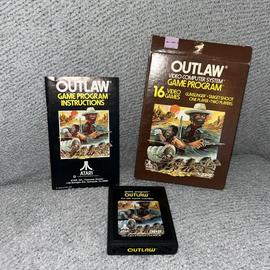 OUTLAW
GAME PROGRAM
INSTRUCTIONS
ATARI
OUTLAW
VIDEO COMPUTER SYSTEM
GAME PROGRAM
16 VIDEO
GAMES
GUNSLINGER • TARGET SHOOT
ONE PLAYER • TWO PLAYERS
OUTLAW